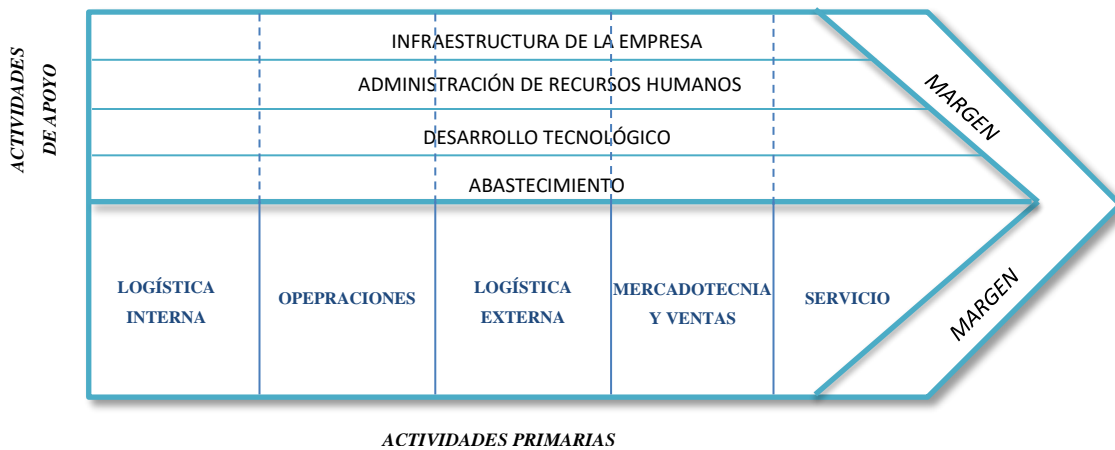 ACTIVIDADES
DE APOYO
INFRAESTRUCTURA DE LA EMPRESA
ADMINISTRACIÓN DE RECURSOS HUMANOS
DESARROLLO TECNOLÓGICO
ABASTECIMIENTO
MARGEN
LOGÍSTICA
INTERNA
OPEPRACIONES
LOGÍSTICA
EXTERNA
MERCADOTECNIA
Y VENTAS
SERVICIO
MARGEN
ACTIVIDADES PRIMARIAS